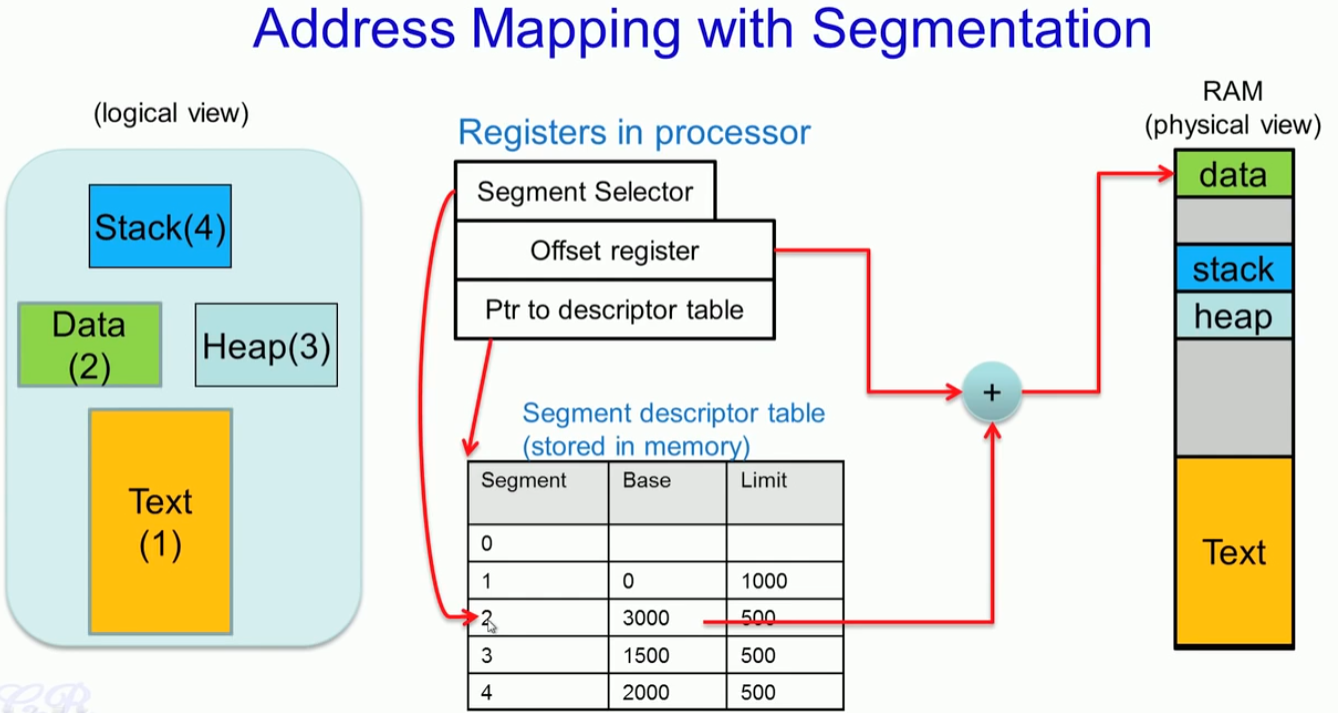 Address Mapping with Segmentation
(logical view)
Stack(4)
Data
(2)
Heap(3)
Text
(1)
Registers in processor
Segment Selector
Offset register
Ptr to descriptor table
Segment descriptor table
(stored in memory)
Segment Base Limit
0
1 0 1000
2 3000 500
3 1500 500
4 2000 500
+
RAM
(physical view)
data
stack
heap
Text